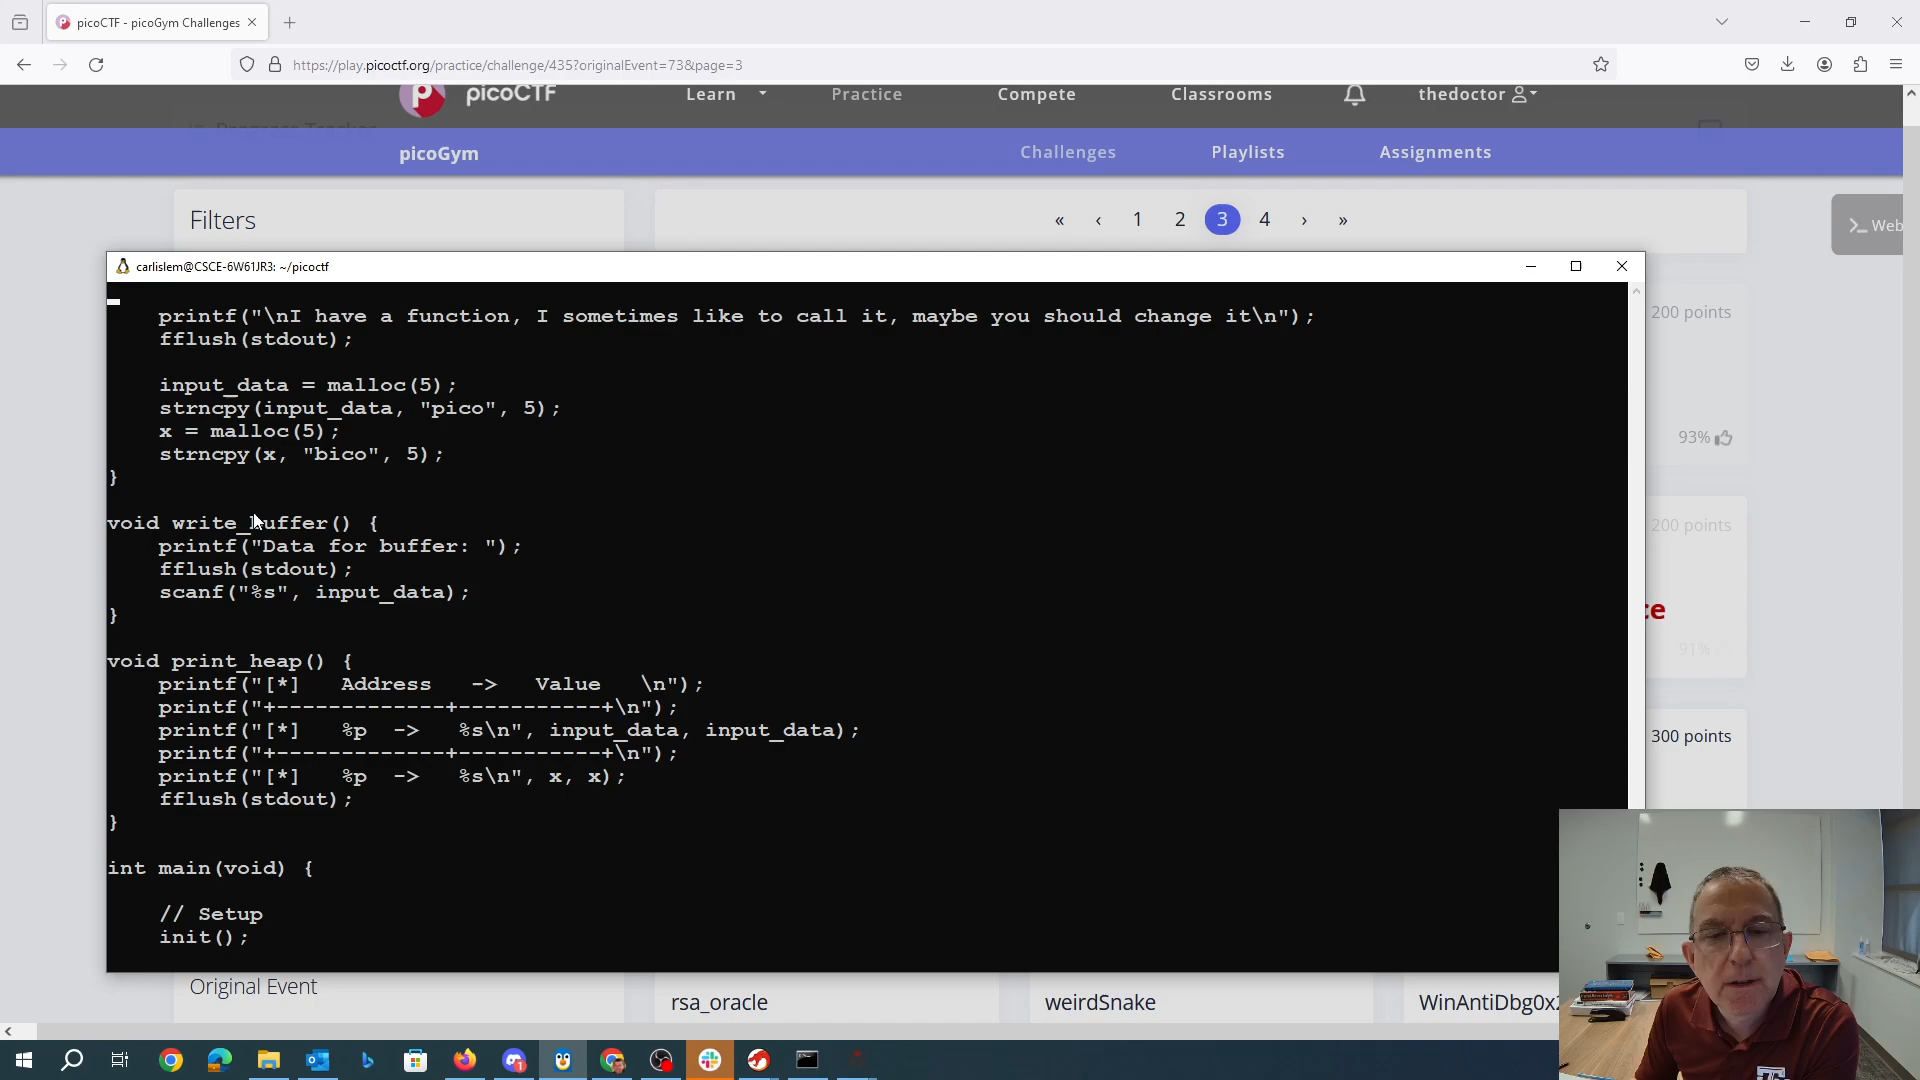 picoCTF - picoGym Challenges
https://play.picoctf.org/practice/challenge/435?originalEvent=73&page=3
picoCTF Learn Practice Compete Classrooms thedoctor
Progress Tracker
picoGym Challenges Playlists Assignments
Filters
« ‹ 1 2 3 4 › »
Web
carlislem@CSCE-6W61JR3: ~/picoctf
printf("\nI have a function, I sometimes like to call it, maybe you should change it\n");
fflush(stdout);
input_data = malloc(5);
strncpy(input_data, "pico", 5);
x = malloc(5);
strncpy(x, "bico", 5);
}
void write_buffer() {
printf("Data for buffer: ");
fflush(stdout);
scanf("%s", input_data);
}
void print_heap() {
printf("[*]   Address   ->   Value   \n");
printf("+-------------+-----------+\n");
printf("[*]   %p  ->   %s\n", input_data, input_data);
printf("+-------------+-----------+\n");
printf("[*]   %p  ->   %s\n", x, x);
fflush(stdout);
}
int main(void) {
// Setup
init();
200 points
93%
200 points
ce
91%
300 points
Original Event
rsa_oracle
weirdSnake